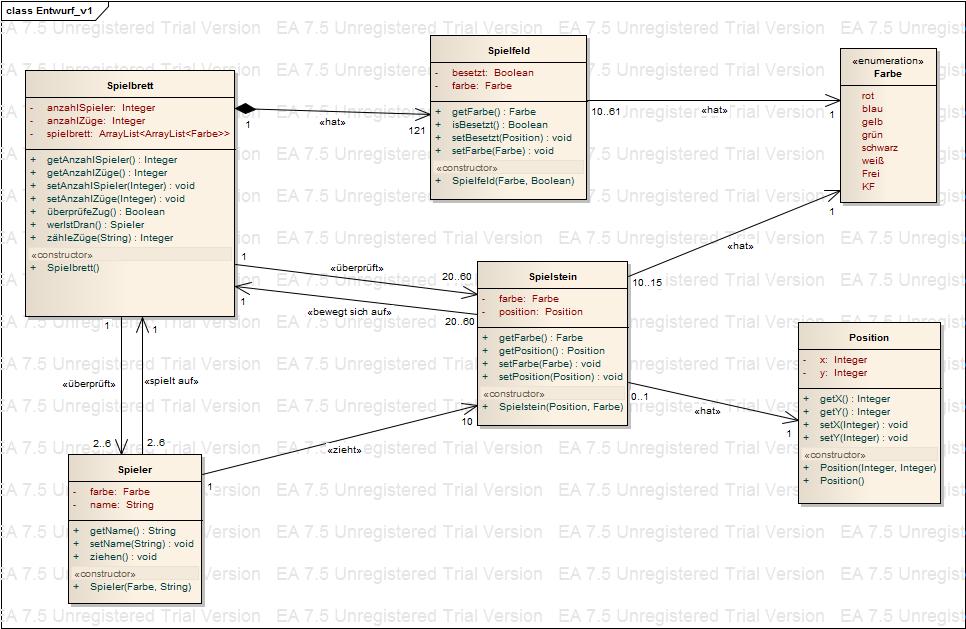 class Entwurf_v1
EA 7.5 Unregistered Trial Version
Spielbrett
- anzahlSpieler: Integer
- anzahlZüge: Integer
- spielbrett: ArrayList<ArrayList<Farbe>>
+ getAnzahlSpieler() : Integer
+ getAnzahlZüge() : Integer
+ setAnzahlSpieler(Integer) : void
+ setAnzahlZüge(Integer) : void
+ überprüfeZug() : Boolean
+ werIstDran() : Spieler
+ zähleZüge(String) : Integer
«constructor»
+ Spielbrett()
1
«hat»
121
Spielfeld
- besetzt: Boolean
- farbe: Farbe
+ getFarbe() : Farbe
+ isBesetzt() : Boolean
+ setBesetzt(Position) : void
+ setFarbe(Farbe) : void
«constructor»
+ Spielfeld(Farbe, Boolean)
10..61
«hat»
1
«enumeration»
Farbe
rot
blau
gelb
grün
schwarz
weiß
Frei
KF
1
«hat»
10..15
1
«überprüft»
20..60
1
«bewegt sich auf»
20..60
Spielstein
- farbe: Farbe
- position: Position
+ getFarbe() : Farbe
+ getPosition() : Position
+ setFarbe(Farbe) : void
+ setPosition(Position) : void
«constructor»
+ Spielstein(Position, Farbe)
0..1
«hat»
1
Position
- x: Integer
- y: Integer
+ getX() : Integer
+ getY() : Integer
+ setX(Integer) : void
+ setY(Integer) : void
«constructor»
+ Position(Integer, Integer)
+ Position()
1
1
«überprüft»
«spielt auf»
2..6
2..6
Spieler
- farbe: Farbe
- name: String
+ getName() : String
+ setName(String) : void
+ ziehen() : void
«constructor»
+ Spieler(Farbe, String)
1
«zieht»
10